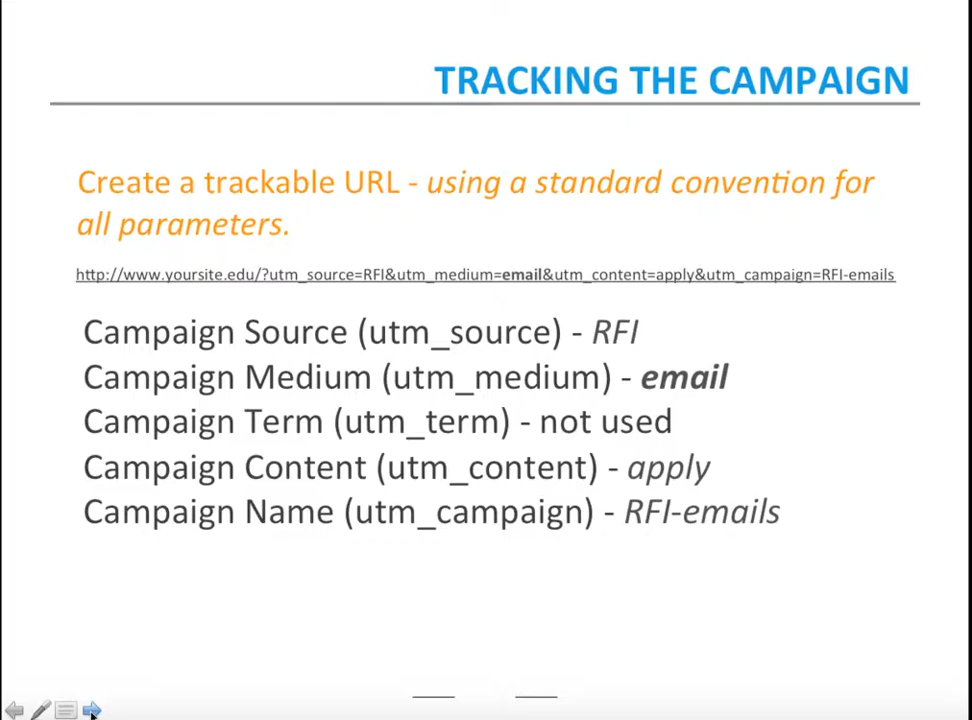 TRACKING THE CAMPAIGN
Create a trackable URL - using a standard convention for
all parameters.
http://www.yoursite.edu/?utm_source=RFI&utm_medium=email&utm_content=apply&utm_campaign=RFI-emails
Campaign Source (utm_source) - RFI
Campaign Medium (utm_medium) - email
Campaign Term (utm_term) - not used
Campaign Content (utm_content) - apply
Campaign Name (utm_campaign) - RFI-emails